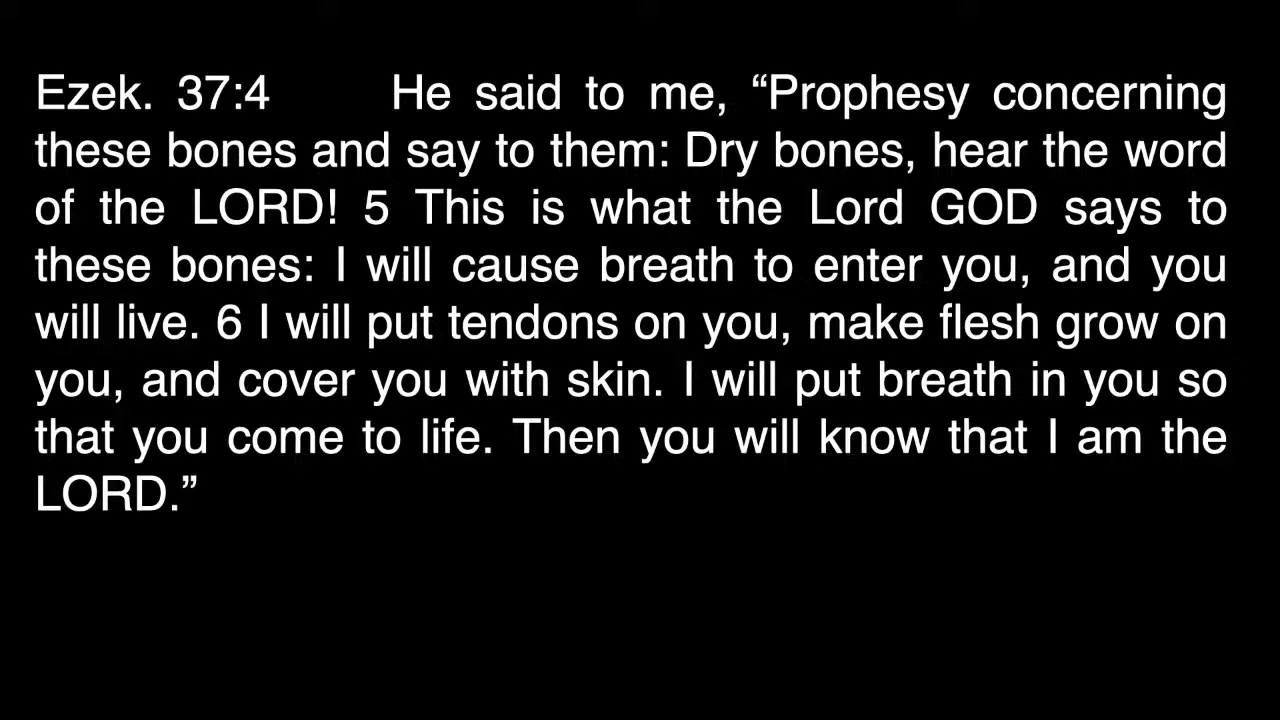 Ezek. 37:4 He said to me, “Prophesy concerning
these bones and say to them: Dry bones, hear the word
of the LORD! 5 This is what the Lord GOD says to
these bones: I will cause breath to enter you, and you
will live. 6 I will put tendons on you, make flesh grow on
you, and cover you with skin. I will put breath in you so
that you come to life. Then you will know that I am the
LORD.”